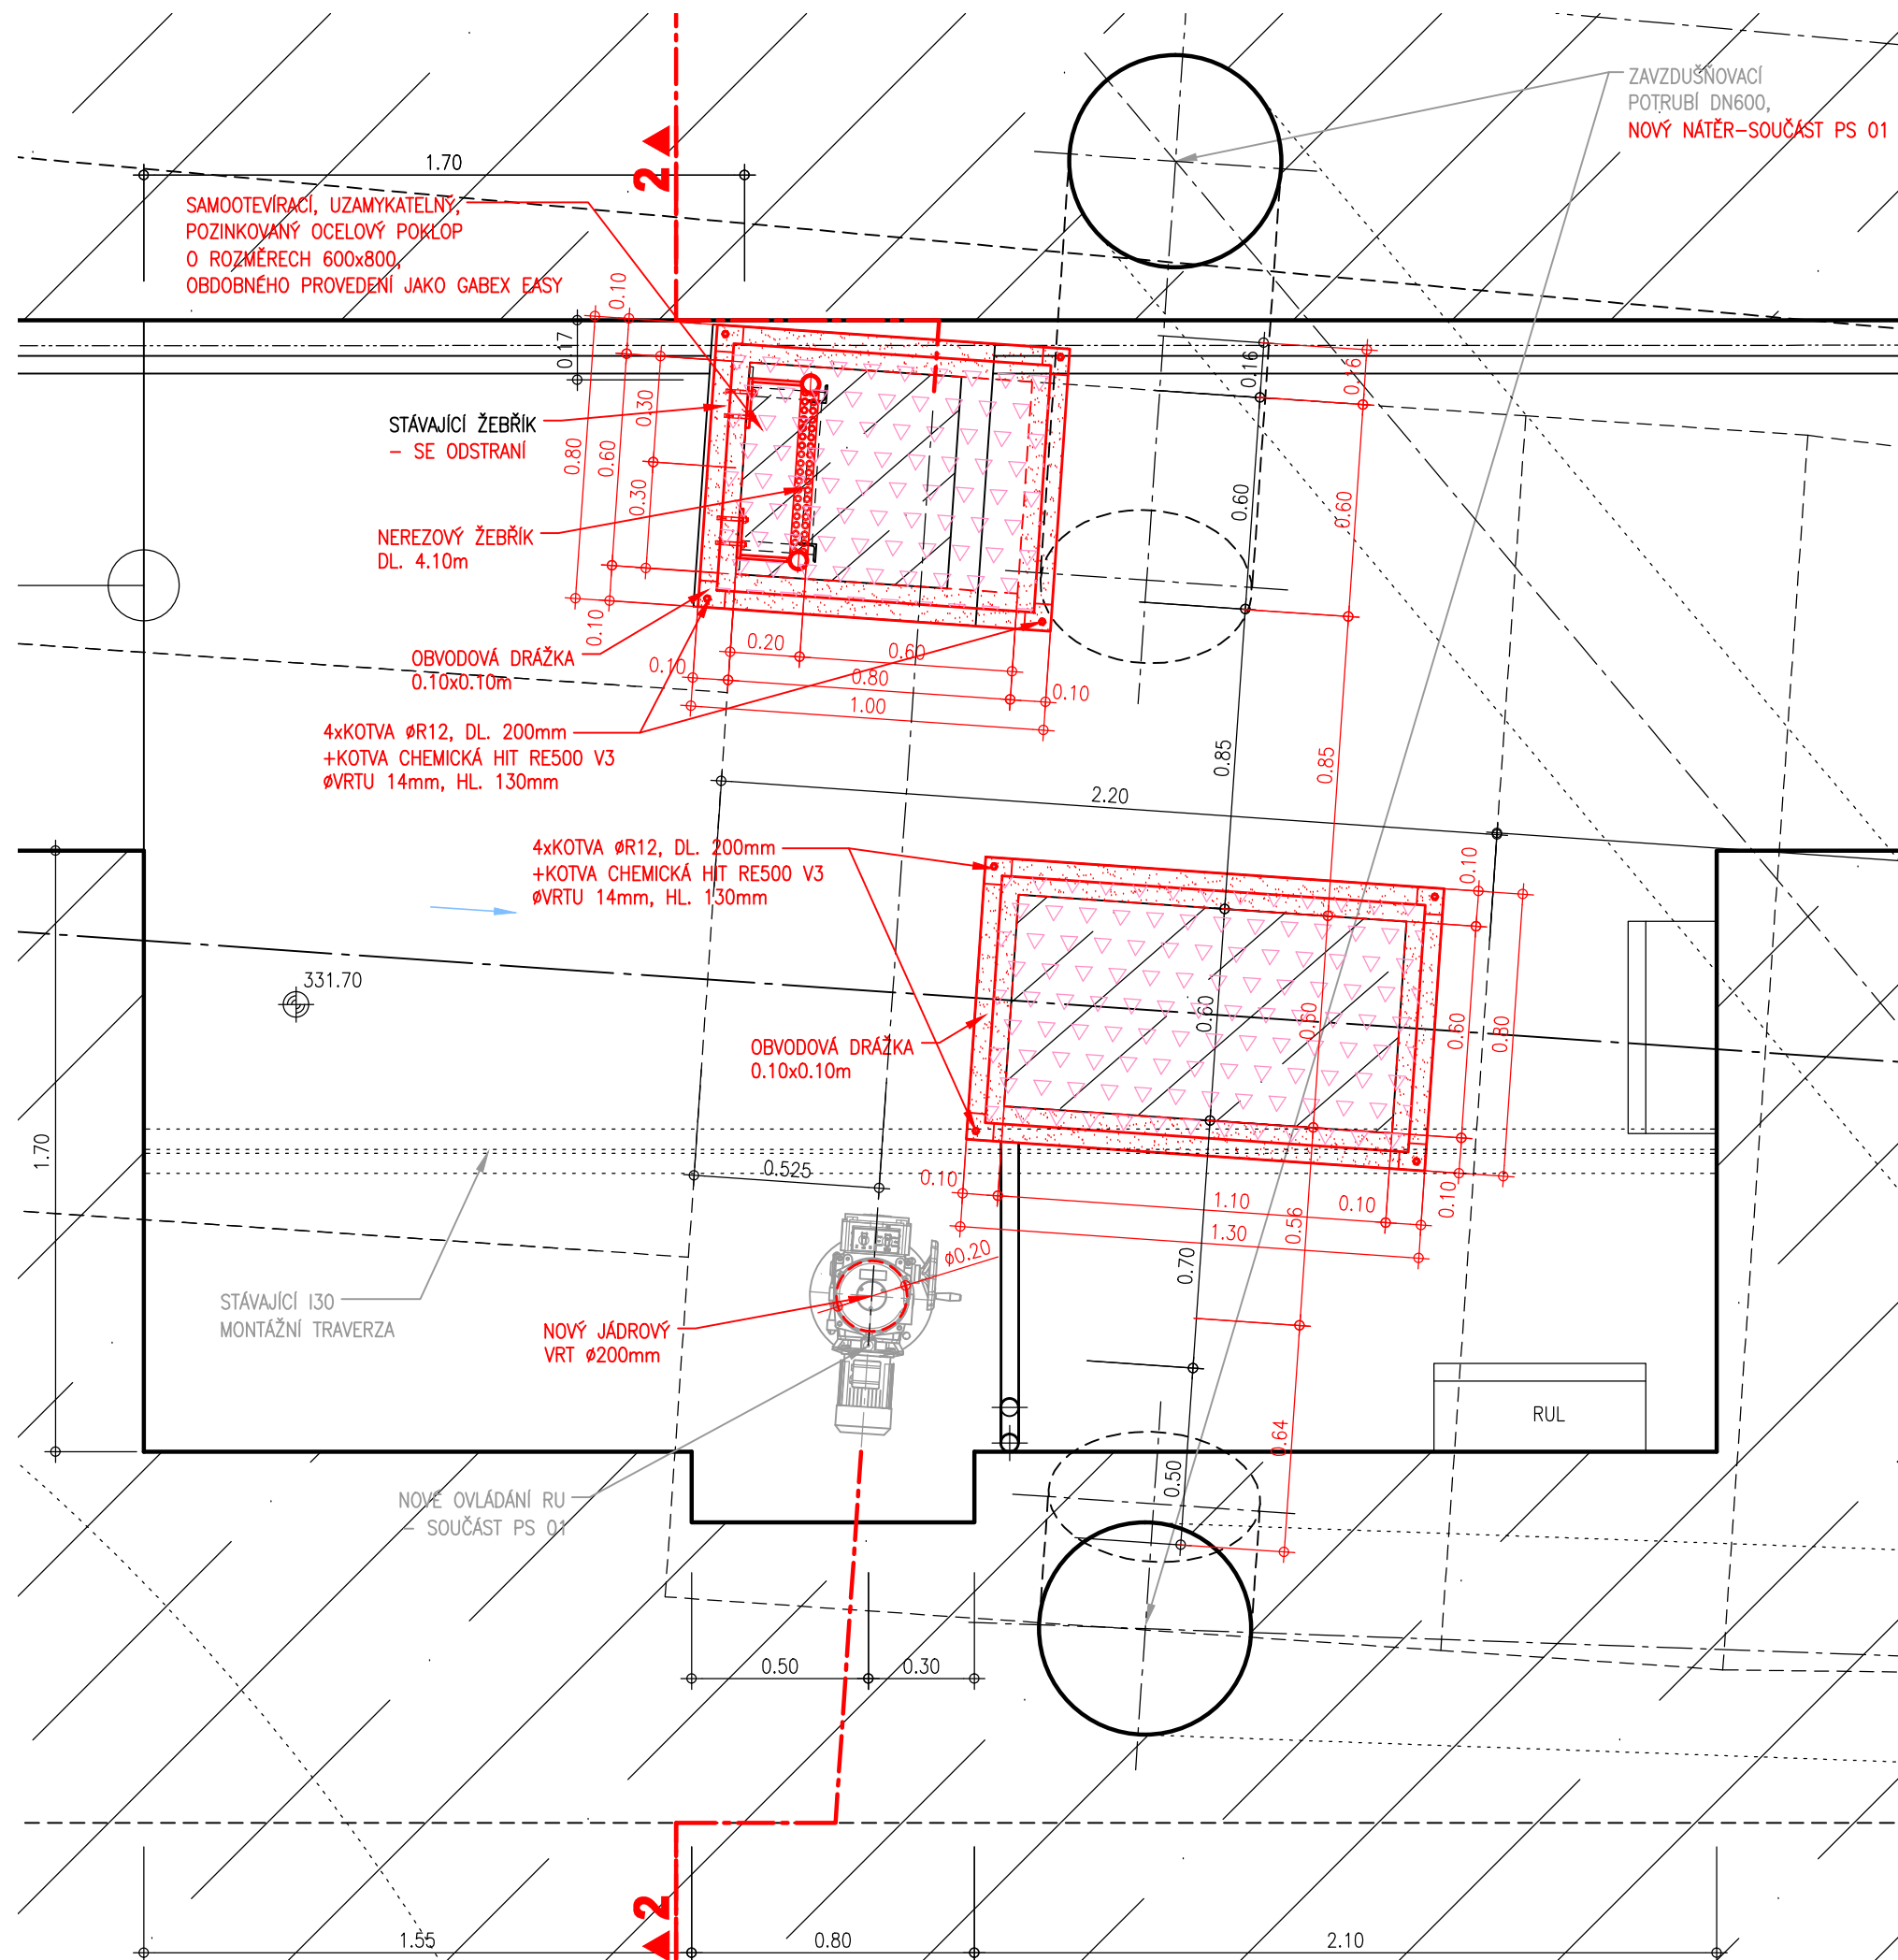 ZAVZDUŠŇOVACÍ
POTRUBÍ DN600,
NOVÝ NÁTĚR-SOUČÁST PS 01
2
1.70
SAMOOTEVÍRACÍ, UZAMYKATELNÝ,
POZINKOVANÝ OCELOVÝ POKLOP
O ROZMĚRECH 600x800,
OBDOBNÉHO PROVEDENÍ JAKO GABEX EASY
0.10
0.17
0.16
0.16
STÁVAJÍCÍ ŽEBŘÍK
- SE ODSTRANÍ
0.80
0.60
0.30
0.30
0.60
0.60
NEREZOVÝ ŽEBŘÍK
DL. 4.10m
0.10
OBVODOVÁ DRÁŽKA
0.10x0.10m
0.20
0.60
0.10
0.80
0.10
1.00
4xKOTVA øR12, DL. 200mm
+KOTVA CHEMICKÁ HIT RE500 V3
øVRTU 14mm, HL. 130mm
0.85
0.85
2.20
4xKOTVA øR12, DL. 200mm
+KOTVA CHEMICKÁ HIT RE500 V3
øVRTU 14mm, HL. 130mm
0.10
331.70
0.60
0.60
0.60
0.80
OBVODOVÁ DRÁŽKA
0.10x0.10m
1.70
0.525
0.10
1.10
0.10
0.10
1.30
0.56
ø0.20
0.70
STÁVAJÍCÍ I30
MONTÁŽNÍ TRAVERZA
NOVÝ JÁDROVÝ
VRT ø200mm
RUL
0.64
0.50
NOVÉ OVLÁDÁNÍ RU
- SOUČÁST PS 01
0.50
0.30
2
1.55
0.80
2.10